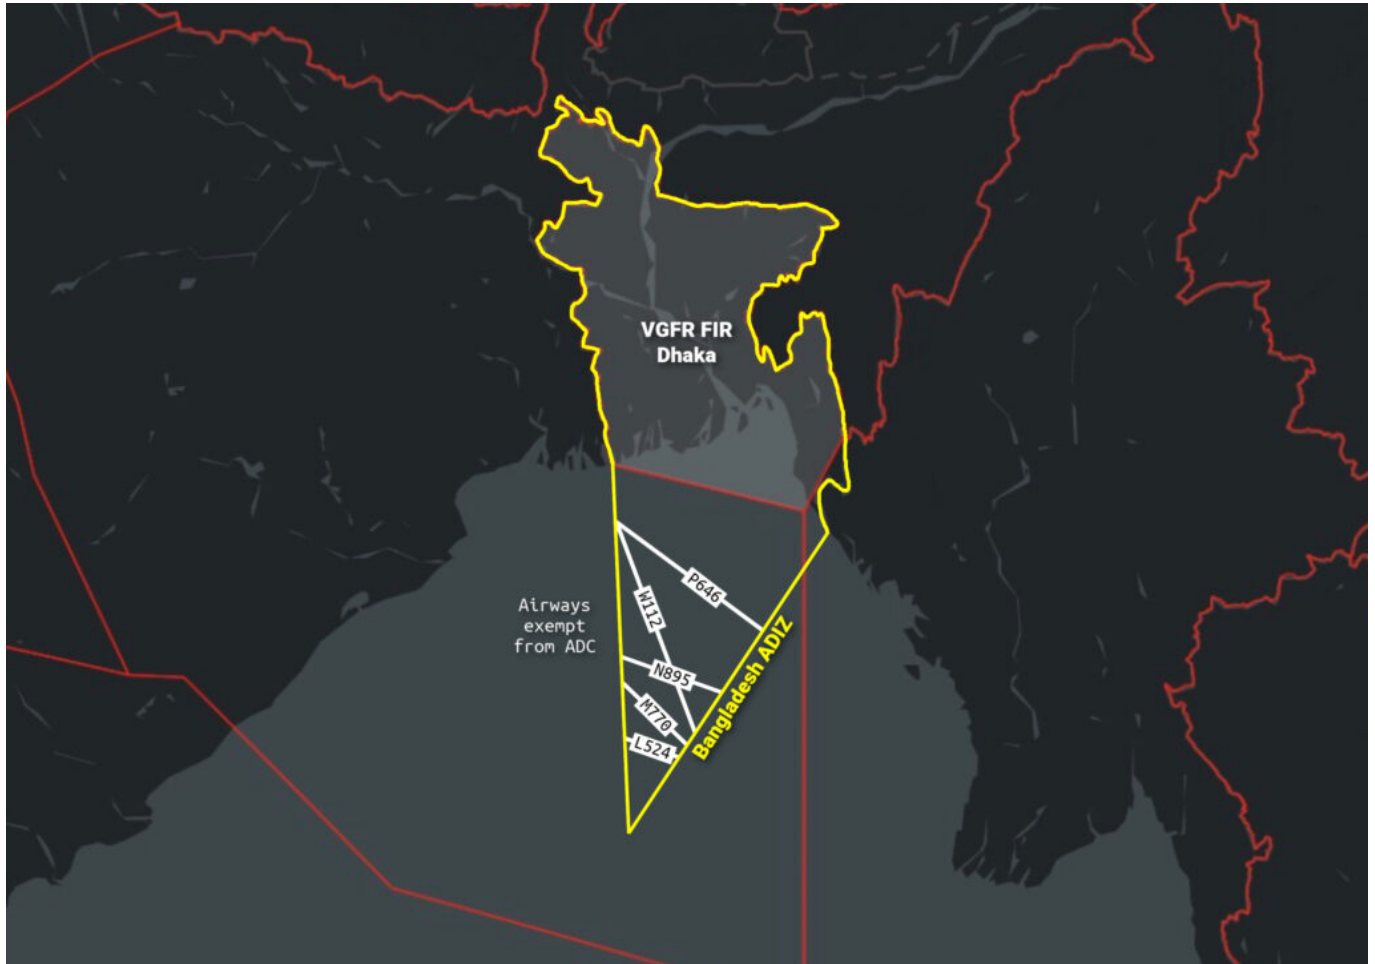 VGFR FIR
Dhaka
P646
W112
Airways
exempt
from ADC
N895
M770
L524
Bangladesh ADIZ